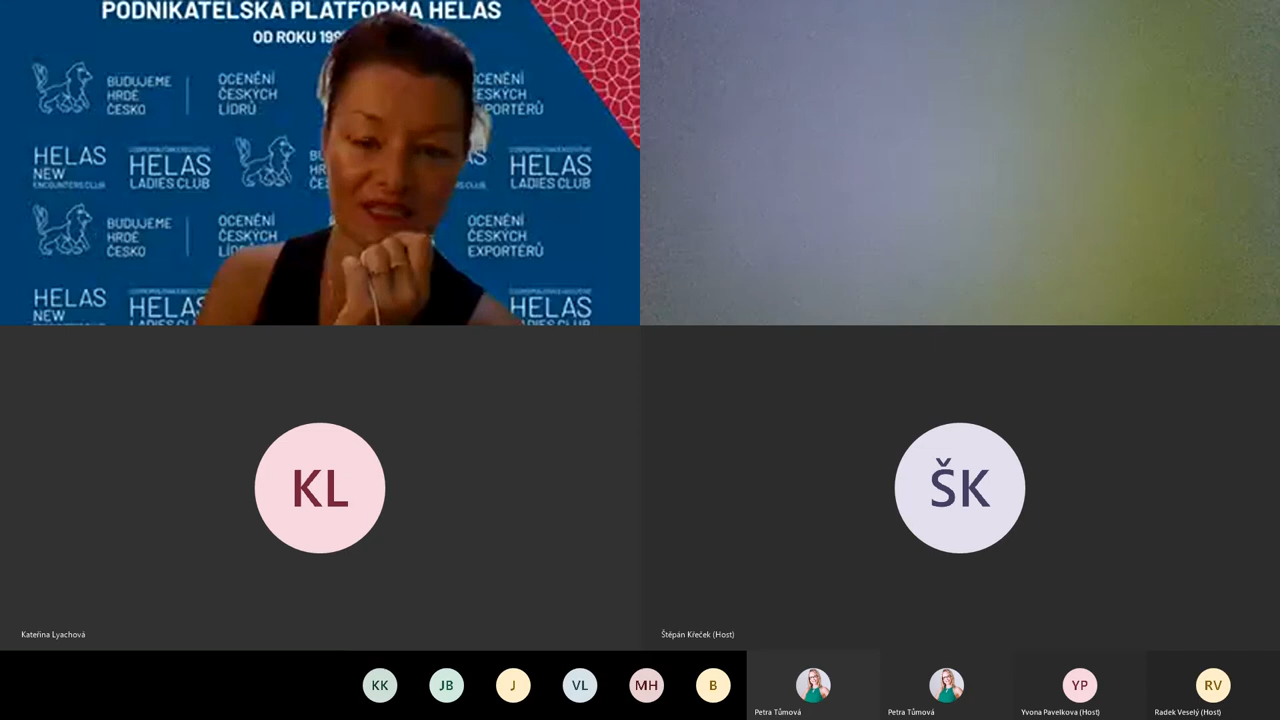 PODNIKATELSKÁ PLATFORMA HELAS
OD ROKU 199
BUDUJEME
HRDÉ
ČESKO
OCENĚNÍ
ČESKÝCH
LÍDRŮ
OCENĚNÍ
ČESKÝCH
EXPORTÉRŮ
HELAS
NEW
ENCOUNTERS CLUB
HELAS
LADIES CLUB
HELAS
LADIES CLUB
BUDUJEME
HRDÉ
ČESKO
OCENĚNÍ
ČESKÝCH
OCENĚNÍ
ČESKÝCH
EXPORTÉRŮ
HELAS
NEW
HELAS
HELAS
KL
ŠK
Kateřina Lyachová
Štěpán Křeček (Host)
KK
JB
J
VL
MH
B
YP
RV
Petra Tůmová
Petra Tůmová
Yvona Pavelkova (Host)
Radek Veselý (Host)